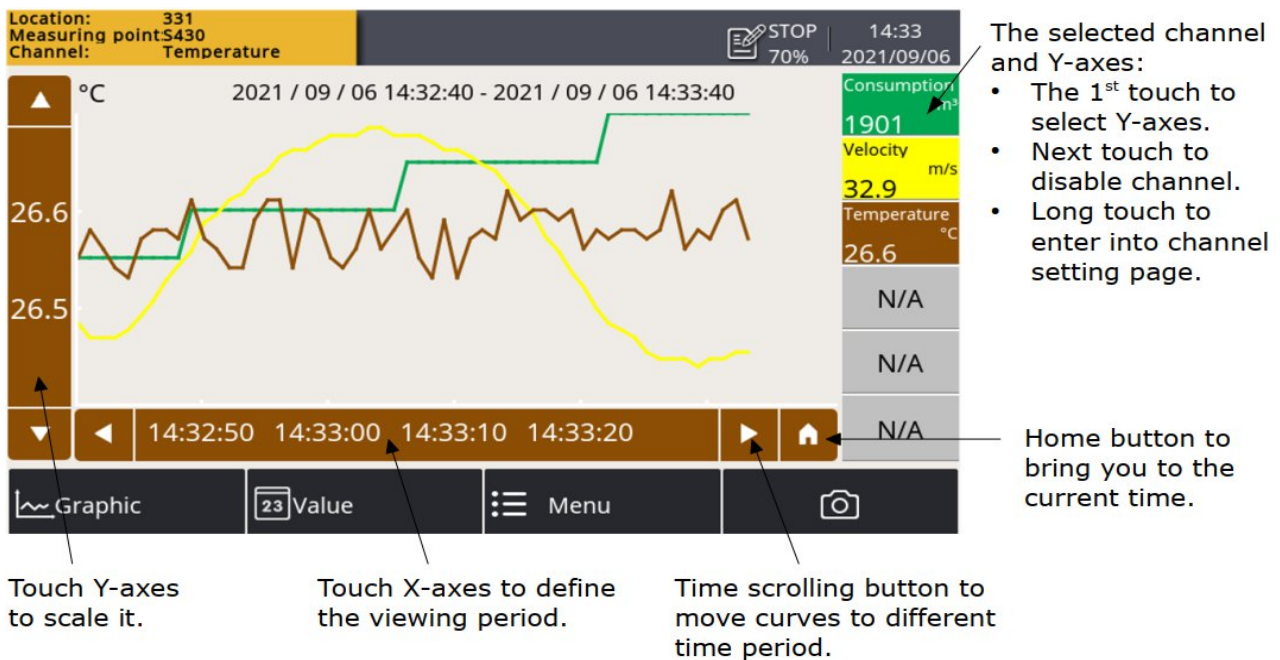 Location: 331
Measuring point:S430
Channel: Temperature
STOP
70%
14:33
2021/09/06
°C
2021 / 09 / 06 14:32:40 - 2021 / 09 / 06 14:33:40
26.6
26.5
Consumption
m³
1901
Velocity
m/s
32.9
Temperature
°C
26.6
N/A
N/A
N/A
14:32:50 14:33:00 14:33:10 14:33:20
Graphic
23 Value
Menu
The selected channel
and Y-axes:
• The 1st touch to
select Y-axes.
• Next touch to
disable channel.
• Long touch to
enter into channel
setting page.
Home button to
bring you to the
current time.
Touch Y-axes
to scale it.
Touch X-axes to define
the viewing period.
Time scrolling button to
move curves to different
time period.